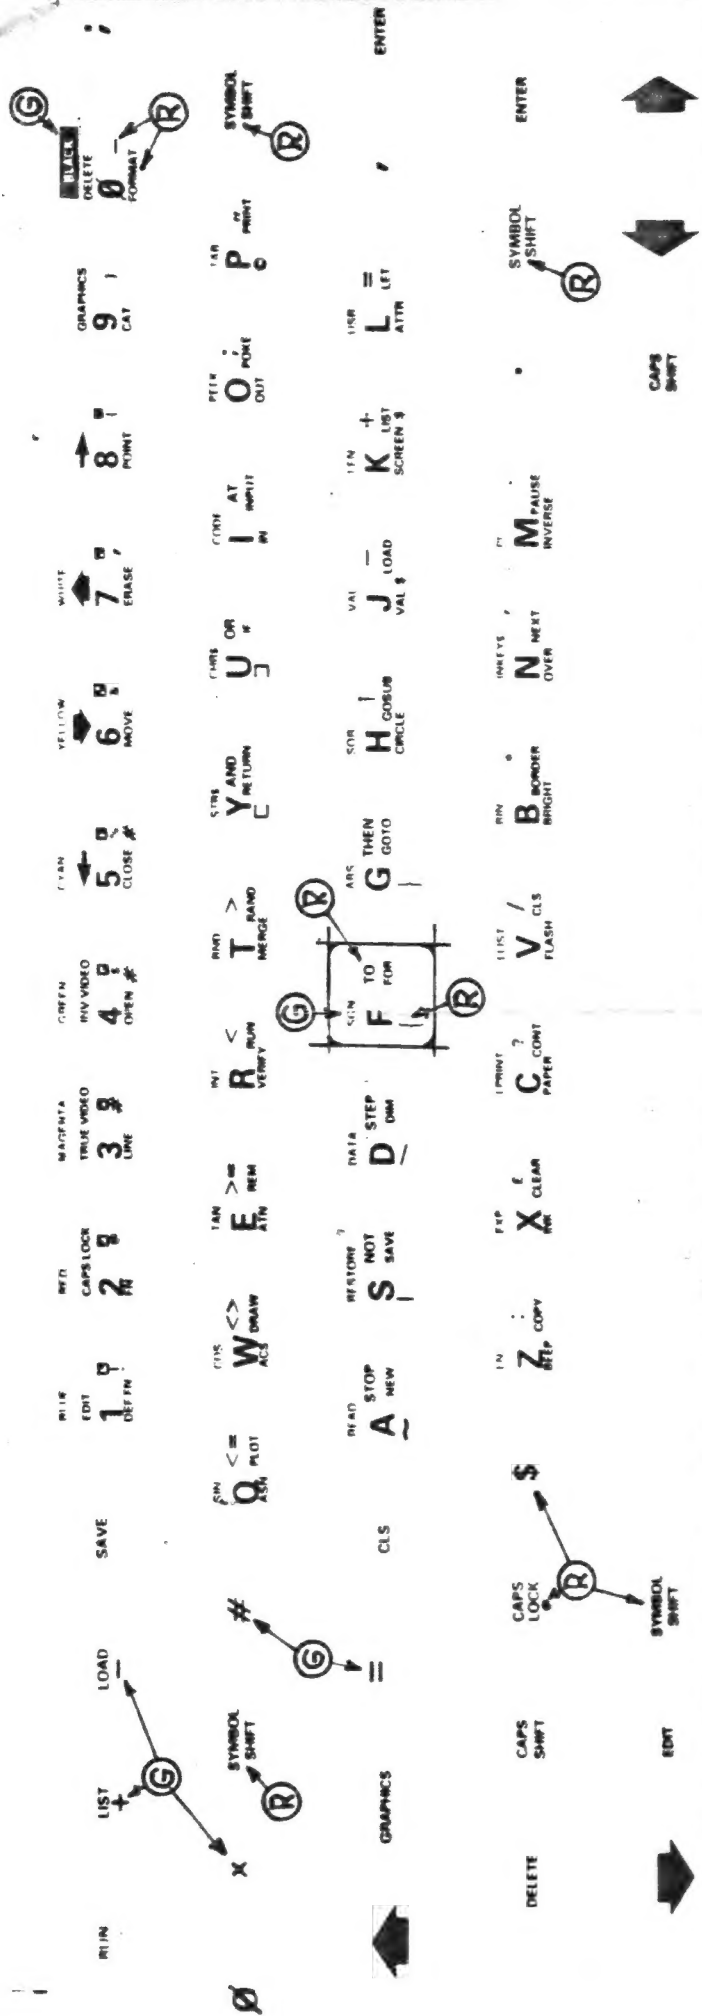 BLUE RED MAGENTA GREEN CYAN YELLOW WHITE BLACK G
RUN LIST LOAD SAVE EDIT CAPS LOCK TRUE VIDEO INV VIDEO ← → GRAPHICS DELETE ;
+ - 1 ! 2 3 # 4 $ 5 % 6 & 7 ' 8 ( 9 ) Ø _
DEF FN FN LINE OPEN # CLOSE # MOVE ERASE POINT CAT FORMAT
G R
SIN COS TAN INT RND STR$ CHR$ CODE PEEK TAB
Ø × SYMBOL SHIFT # Q <= W <> E >= R < T > Y AND U OR I AT O ; P " SYMBOL SHIFT
PLOT DRAW REM RUN RAND RETURN IF INPUT POKE PRINT
ASN ACS ATN VERIFY MERGE [ ] IN OUT ©
R G G R R
READ RESTORE DATA SGN ABS SQR VAL LEN USR
GRAPHICS = CLS A STOP S NOT D STEP F TO G THEN H ↑ J - K + L = , ENTER
NEW SAVE DIM FOR GOTO GOSUB LOAD LIST LET
~ | \ { } CIRCLE VAL $ SCREEN $ ATTR
R
LN EXP LPRINT LLIST BIN INKEY$ PI
DELETE CAPS SHIFT CAPS LOCK $ Z : X £ C ? V / B * N , M . . SYMBOL SHIFT ENTER
COPY CLEAR CONT CLS BORDER NEXT PAUSE
BEEP INK PAPER FLASH BRIGHT OVER INVERSE
R R
EDIT SYMBOL SHIFT CAPS SHIFT